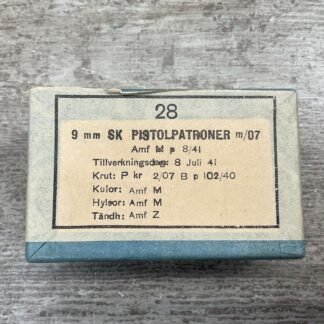 28
9 mm SK PISTOLPATRONER m/07
Amf M p 8/41
Tillverkningsdag: 8 Juli 41
Krut: P kr 2/07 B p 102/40
Kulor: Amf M
Hylsor: Amf M
Tändh: Amf Z